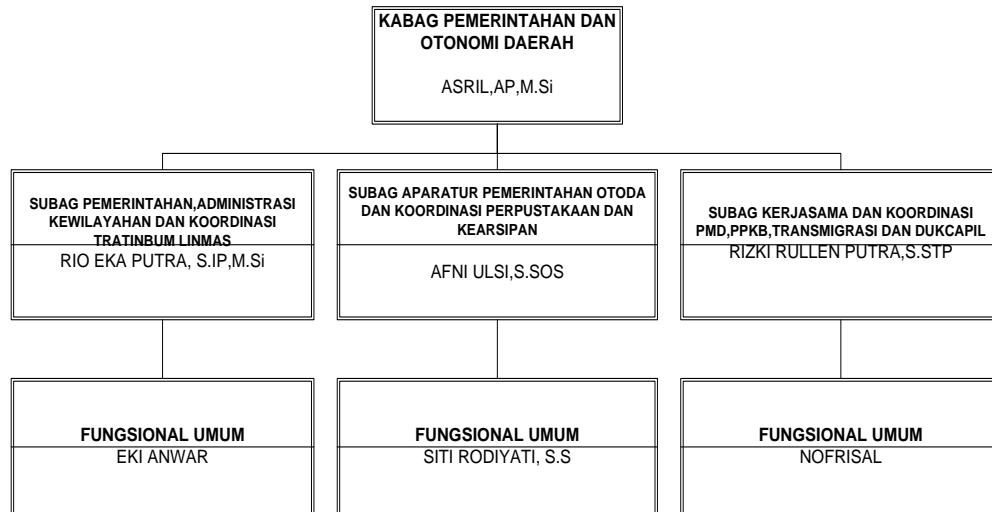 KABAG PEMERINTAHAN DAN
OTONOMI DAERAH
ASRIL,AP,M.Si
SUBAG PEMERINTAHAN,ADMINISTRASI
KEWILAYAHAN DAN KOORDINASI
TRATINBUM LINMAS
RIO EKA PUTRA, S.IP,M.Si
SUBAG APARATUR PEMERINTAHAN OTODA
DAN KOORDINASI PERPUSTAKAAN DAN
KEARSIPAN
AFNI ULSI,S.SOS
SUBAG KERJASAMA DAN KOORDINASI
PMD,PPKB,TRANSMIGRASI DAN DUKCAPIL
RIZKI RULLEN PUTRA,S.STP
FUNGSIONAL UMUM
EKI ANWAR
FUNGSIONAL UMUM
SITI RODIYATI, S.S
FUNGSIONAL UMUM
NOFRISAL